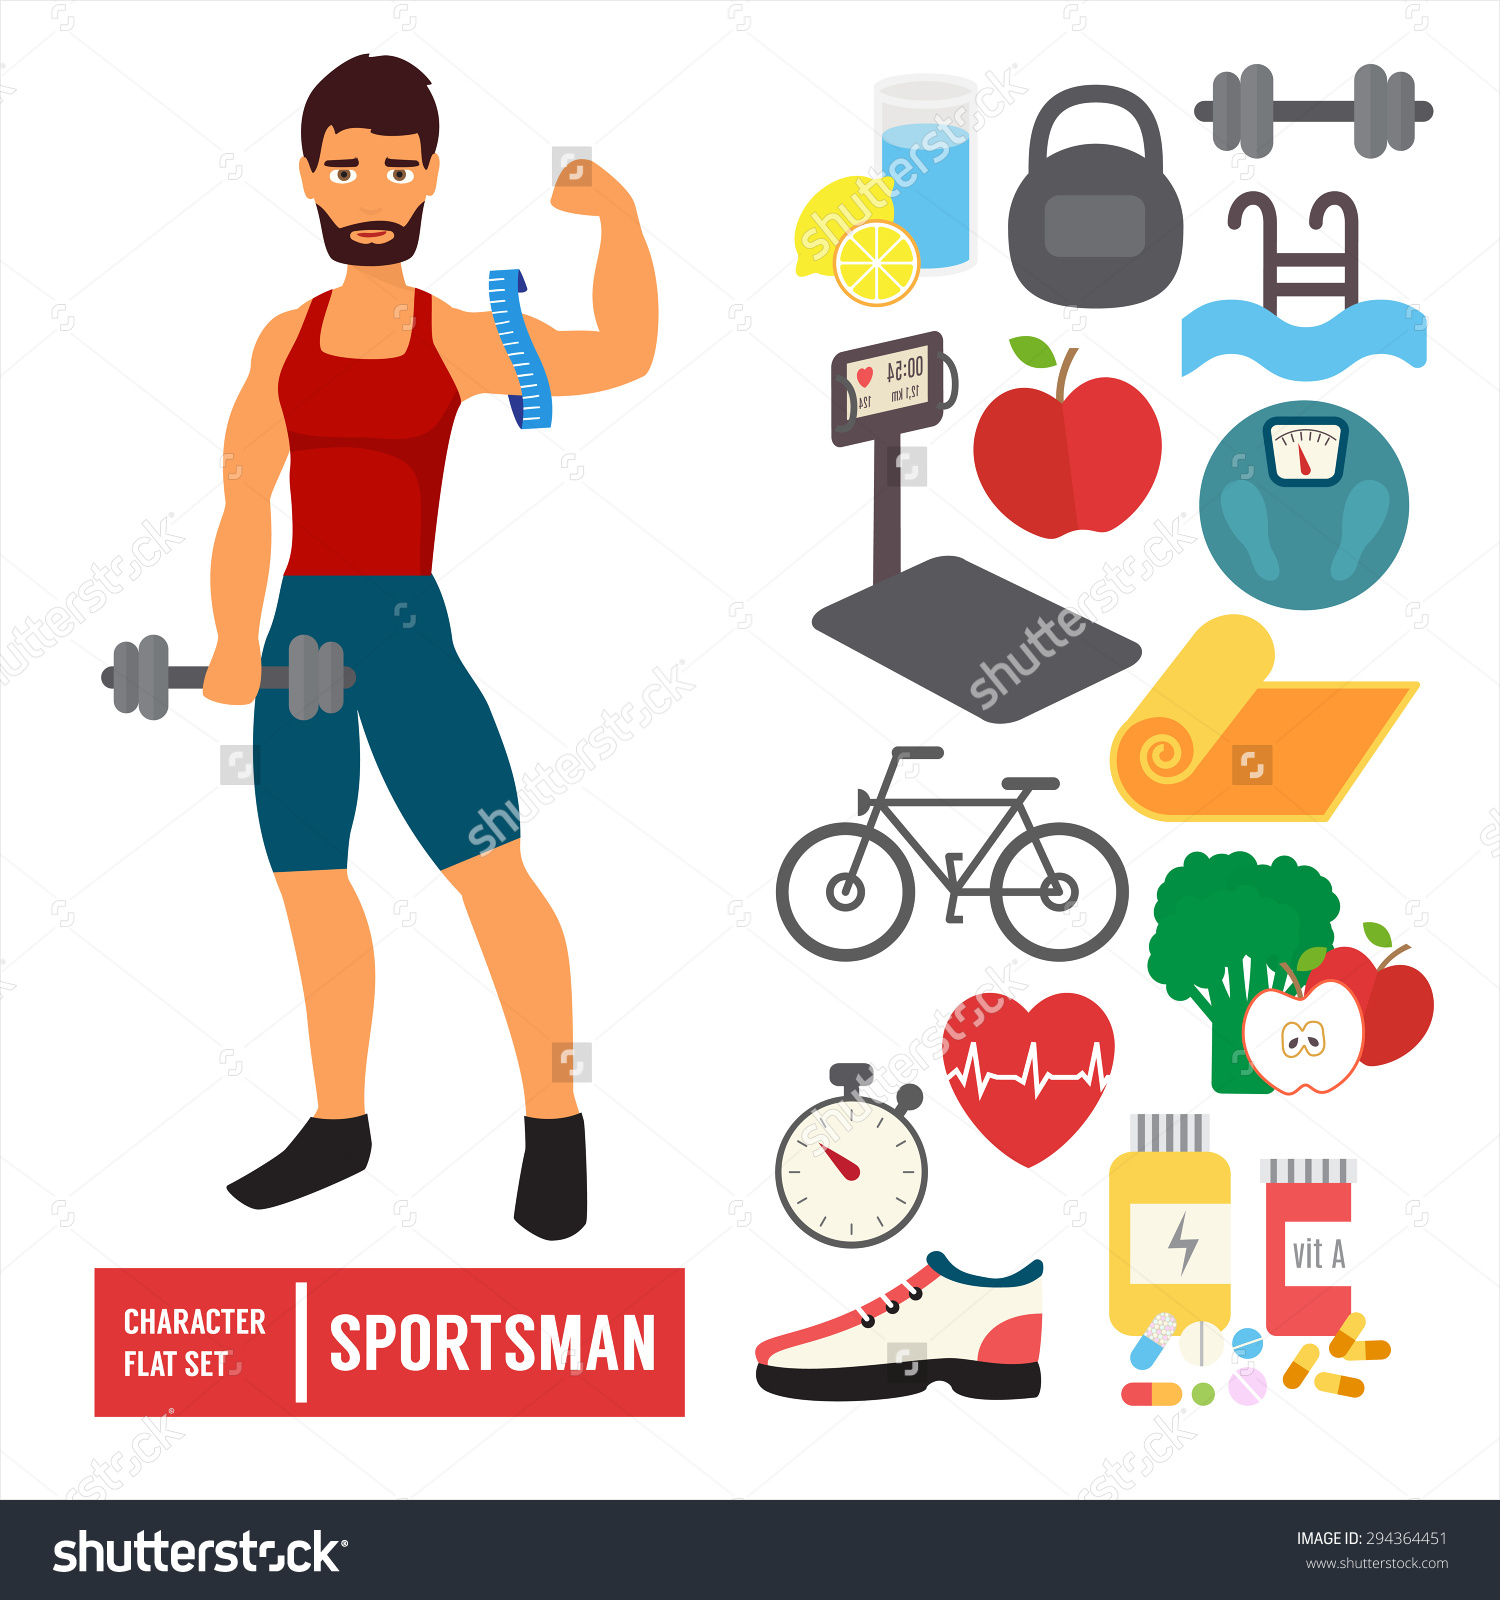 00:54
12,1 km
124
vit A
CHARACTER
FLAT SET
SPORTSMAN
shutterstock
IMAGE ID: 294364451
www.shutterstock.com